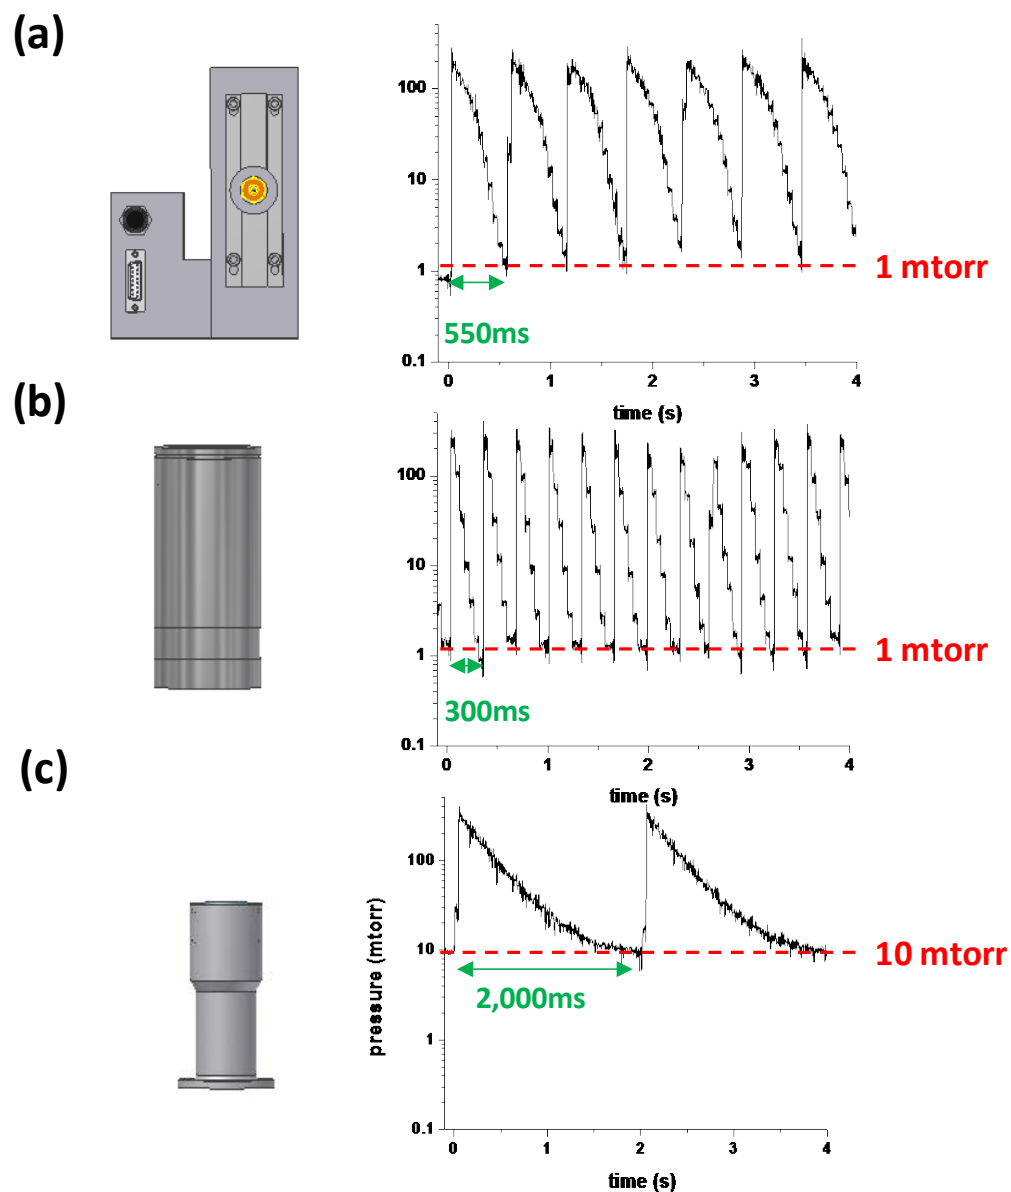 (a)
100
10
1
0.1
1 mtorr
550ms
0 1 2 3 4
time (s)
(b)
100
10
1
0.1
1 mtorr
300ms
0 1 2 3 4
time (s)
(c)
pressure (mtorr)
100
10
1
0.1
10 mtorr
2,000ms
0 1 2 3 4
time (s)